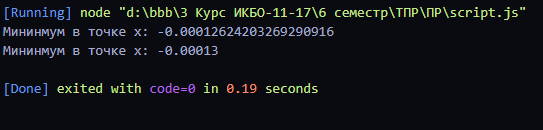 [Running] node "d:\bbb\3 Курс ИКБО-11-17\6 семестр\ТПР\ПР\script.js"
Мининмум в точке x: -0.00012624203269290916
Мининмум в точке x: -0.00013
[Done] exited with code=0 in 0.19 seconds